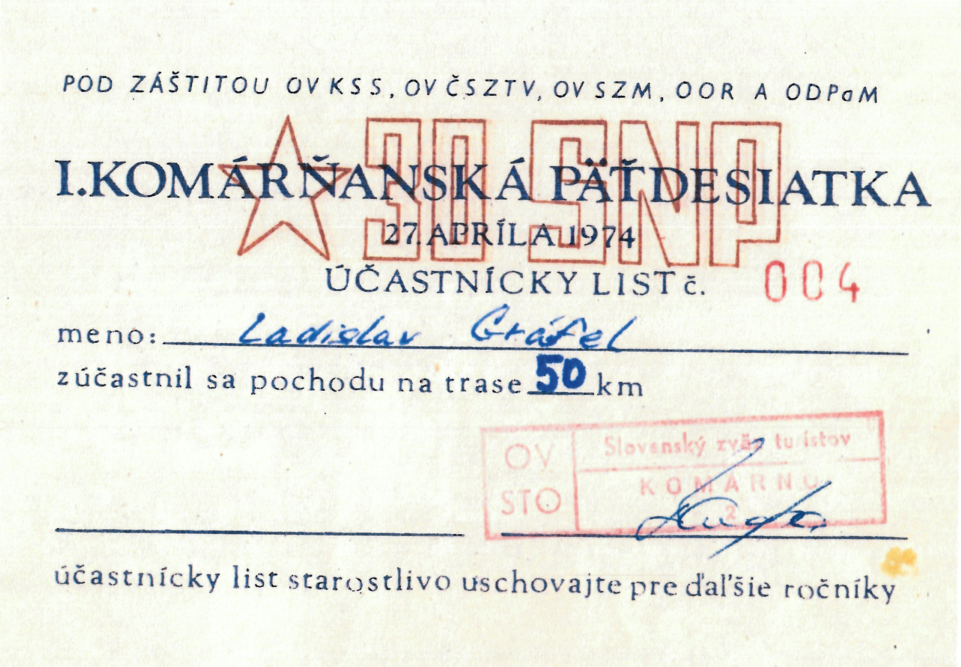 POD ZÁŠTITOU OV KSS, OV ČSZTV, OV SZM, OOR A ODPaM
30 SNP
I. KOMÁRŇANSKÁ PÄŤDESIATKA
27. APRÍLA 1974
ÚČASTNÍCKY LIST č. 004
meno: Ladislav Gráfel
zúčastnil sa pochodu na trase 50 km
OV STO
Slovenský zväz turistov
KOMÁRNO
2
účastnícky list starostlivo uschovajte pre ďaľšie ročníky